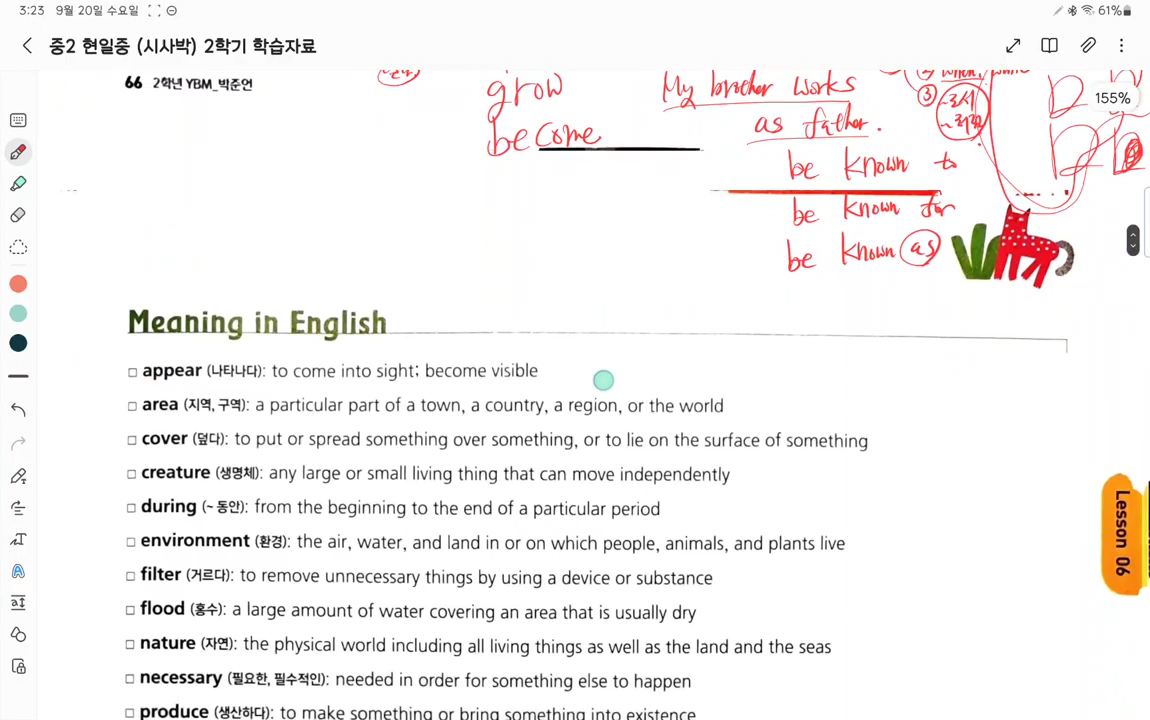 3:23 9월 20일 수요일 61%
중2 현일중 (시사박) 2학기 학습자료
155%
66 2학년 YBM_박준언
grow
become
My brother works
as father.
be known to
be known for
be known as
③ ~로서
Meaning in English
□ appear (나타나다): to come into sight; become visible
□ area (지역, 구역): a particular part of a town, a country, a region, or the world
□ cover (덮다): to put or spread something over something, or to lie on the surface of something
□ creature (생명체): any large or small living thing that can move independently
□ during (~ 동안): from the beginning to the end of a particular period
□ environment (환경): the air, water, and land in or on which people, animals, and plants live
□ filter (거르다): to remove unnecessary things by using a device or substance
□ flood (홍수): a large amount of water covering an area that is usually dry
□ nature (자연): the physical world including all living things as well as the land and the seas
□ necessary (필요한, 필수적인): needed in order for something else to happen
□ produce (생산하다): to make something or bring something into existence
Lesson 06